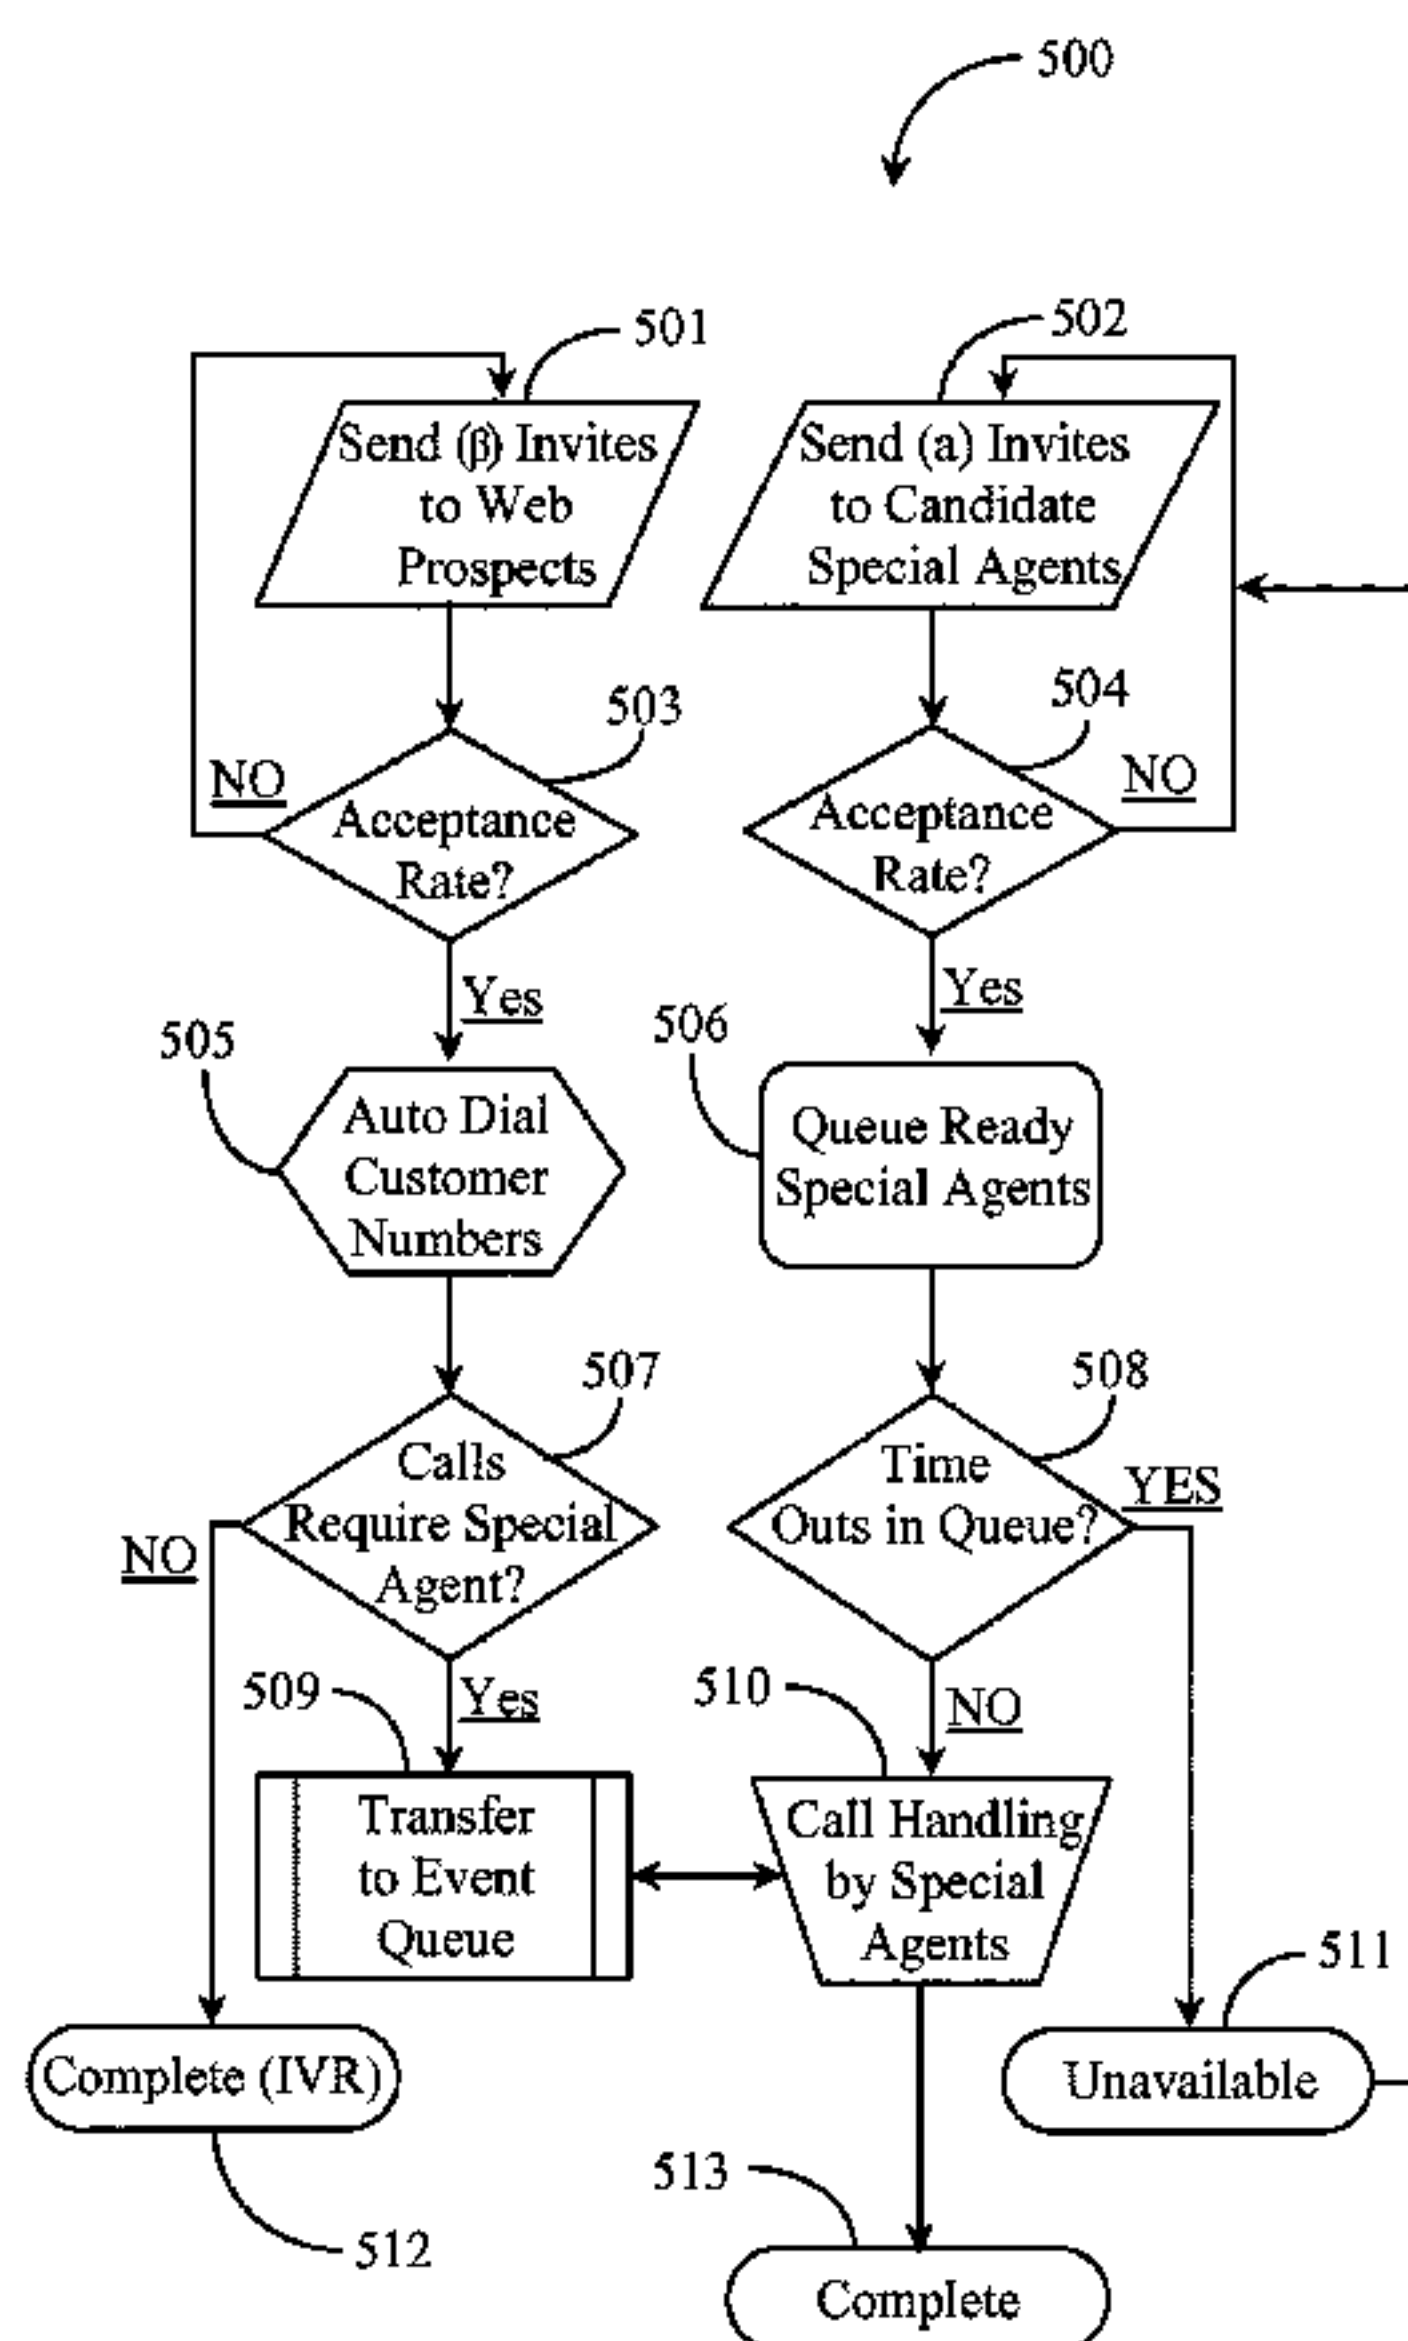 500
501
502
Send (β) Invites
to Web
Prospects
Send (a) Invites
to Candidate
Special Agents
503
504
NO
Acceptance
Rate?
NO
Acceptance
Rate?
Yes
Yes
505
506
Auto Dial
Customer
Numbers
Queue Ready
Special Agents
507
508
Calls
Require Special
Agent?
NO
Time
Outs in Queue?
YES
509
Yes
510
NO
Transfer
to Event
Queue
Call Handling
by Special
Agents
511
Complete (IVR)
Unavailable
512
513
Complete